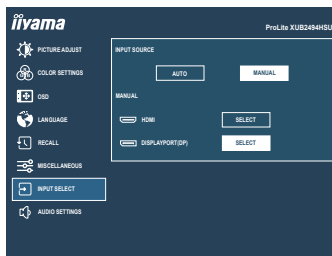 iiyama
ProLite XUB2494HSU
PICTURE ADJUST
COLOR SETTINGS
OSD
LANGUAGE
RECALL
MISCELLANEOUS
INPUT SELECT
AUDIO SETTINGS
INPUT SOURCE
AUTO MANUAL
MANUAL
HDMI SELECT
DISPLAYPORT(DP) SELECT